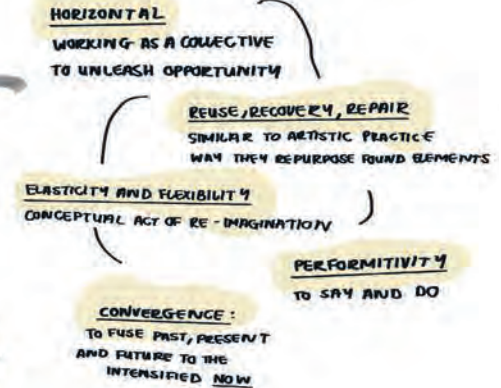 HORIZONTAL
WORKING AS A COLLECTIVE
TO UNLEASH OPPORTUNITY
REUSE, RECOVERY, REPAIR
SIMILAR TO ARTISTIC PRACTICE
WAY THEY REPURPOSE FOUND ELEMENTS
ELASTICITY AND FLEXIBILITY
CONCEPTUAL ACT OF RE-IMAGINATION
PERFORMITIVITY
TO SAY AND DO
CONVERGENCE:
TO FUSE PAST, PRESENT
AND FUTURE TO THE
INTENSIFIED NOW